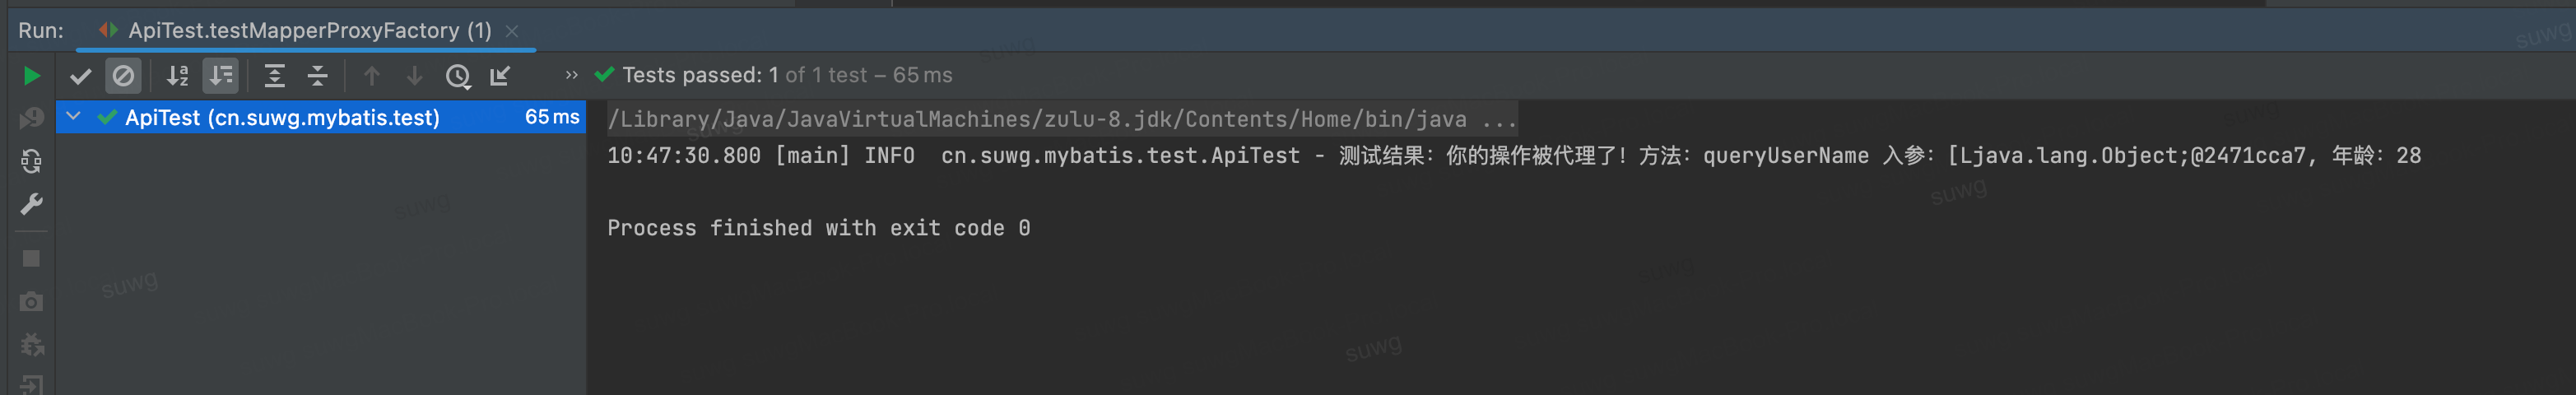 Run: ApiTest.testMapperProxyFactory (1)
Tests passed: 1 of 1 test – 65 ms
ApiTest (cn.suwg.mybatis.test) 65 ms
/Library/Java/JavaVirtualMachines/zulu-8.jdk/Contents/Home/bin/java ...
10:47:30.800 [main] INFO  cn.suwg.mybatis.test.ApiTest - 测试结果：你的操作被代理了！方法：queryUserName 入参：[Ljava.lang.Object;@2471cca7, 年龄：28
Process finished with exit code 0
suwg
suwg
suwg
suwg
suwg
suwg
suwg
suwg